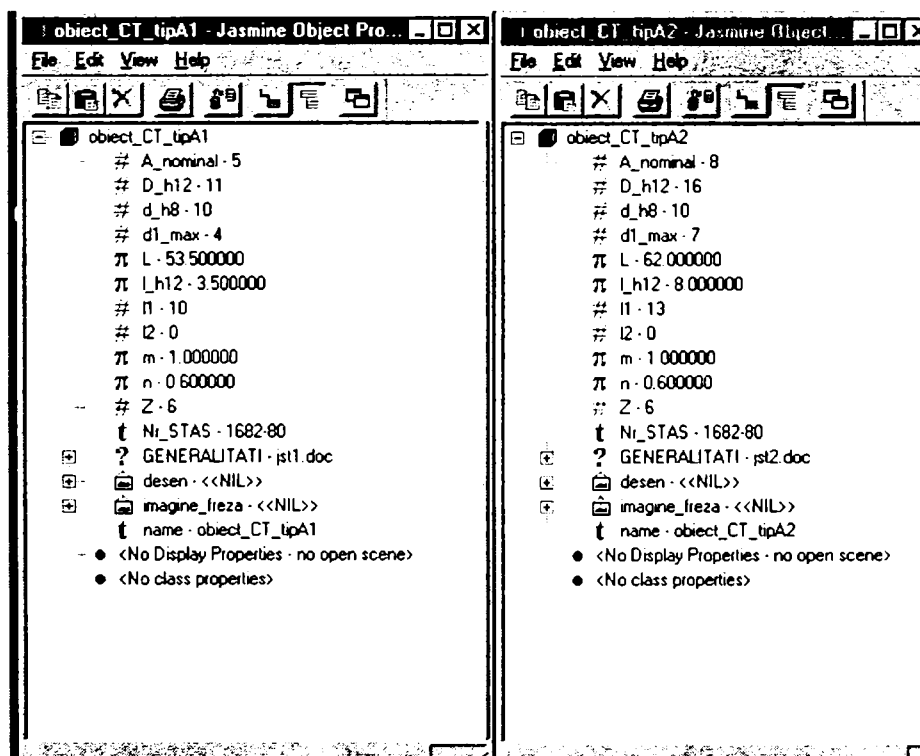 obiect_CT_tipA1 - Jasmine Object Pro...
File Edit View Help
obiect_CT_tipA1
# A_nominal - 5
# D_h12 - 11
# d_h8 - 10
# d1_max - 4
π L - 53.500000
π l_h12 - 3.500000
# l1 - 10
# l2 - 0
π m - 1.000000
π n - 0.600000
# Z - 6
t Nr_STAS - 1682-80
? GENERALITATI - jst1.doc
desen - <<NIL>>
imagine_freza - <<NIL>>
t name - obiect_CT_tipA1
<No Display Properties - no open scene>
<No class properties>
obiect_CT_tipA2 - Jasmine Object...
File Edit View Help
obiect_CT_tipA2
# A_nominal - 8
# D_h12 - 16
# d_h8 - 10
# d1_max - 7
π L - 62.000000
π l_h12 - 8.000000
# l1 - 13
# l2 - 0
π m - 1.000000
π n - 0.600000
# Z - 6
t Nr_STAS - 1682-80
? GENERALITATI - jst2.doc
desen - <<NIL>>
imagine_freza - <<NIL>>
t name - obiect_CT_tipA2
<No Display Properties - no open scene>
<No class properties>